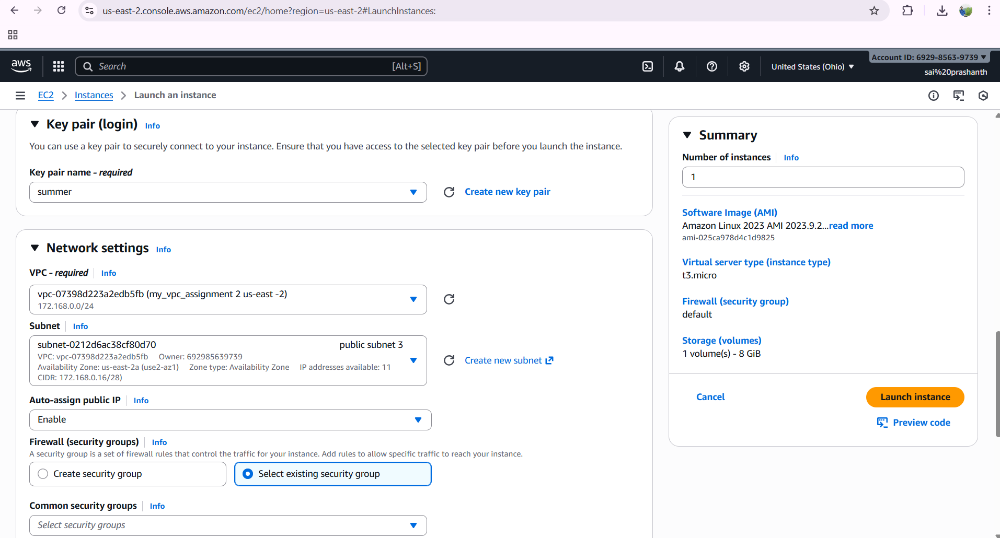 us-east-2.console.aws.amazon.com/ec2/home?region=us-east-2#LaunchInstances:
aws
Search
[Alt+S]
United States (Ohio)
Account ID: 6929-8563-9739
sai%20prashanth
EC2
Instances
Launch an instance
Key pair (login) Info
You can use a key pair to securely connect to your instance. Ensure that you have access to the selected key pair before you launch the instance.
Key pair name - required
summer
Create new key pair
Network settings Info
VPC - required Info
vpc-07398d223a2edb5fb (my_vpc_assignment 2 us-east -2)
172.168.0.0/24
Subnet Info
subnet-0212d6ac38cf80d70 public subnet 3
VPC: vpc-07398d223a2edb5fb Owner: 692985639739
Availability Zone: us-east-2a (use2-az1) Zone type: Availability Zone IP addresses available: 11
CIDR: 172.168.0.16/28)
Create new subnet
Auto-assign public IP Info
Enable
Firewall (security groups) Info
A security group is a set of firewall rules that control the traffic for your instance. Add rules to allow specific traffic to reach your instance.
Create security group
Select existing security group
Common security groups Info
Select security groups
Summary
Number of instances Info
1
Software Image (AMI)
Amazon Linux 2023 AMI 2023.9.2...read more
ami-025ca978d4c1d9825
Virtual server type (instance type)
t3.micro
Firewall (security group)
default
Storage (volumes)
1 volume(s) - 8 GiB
Cancel
Launch instance
Preview code